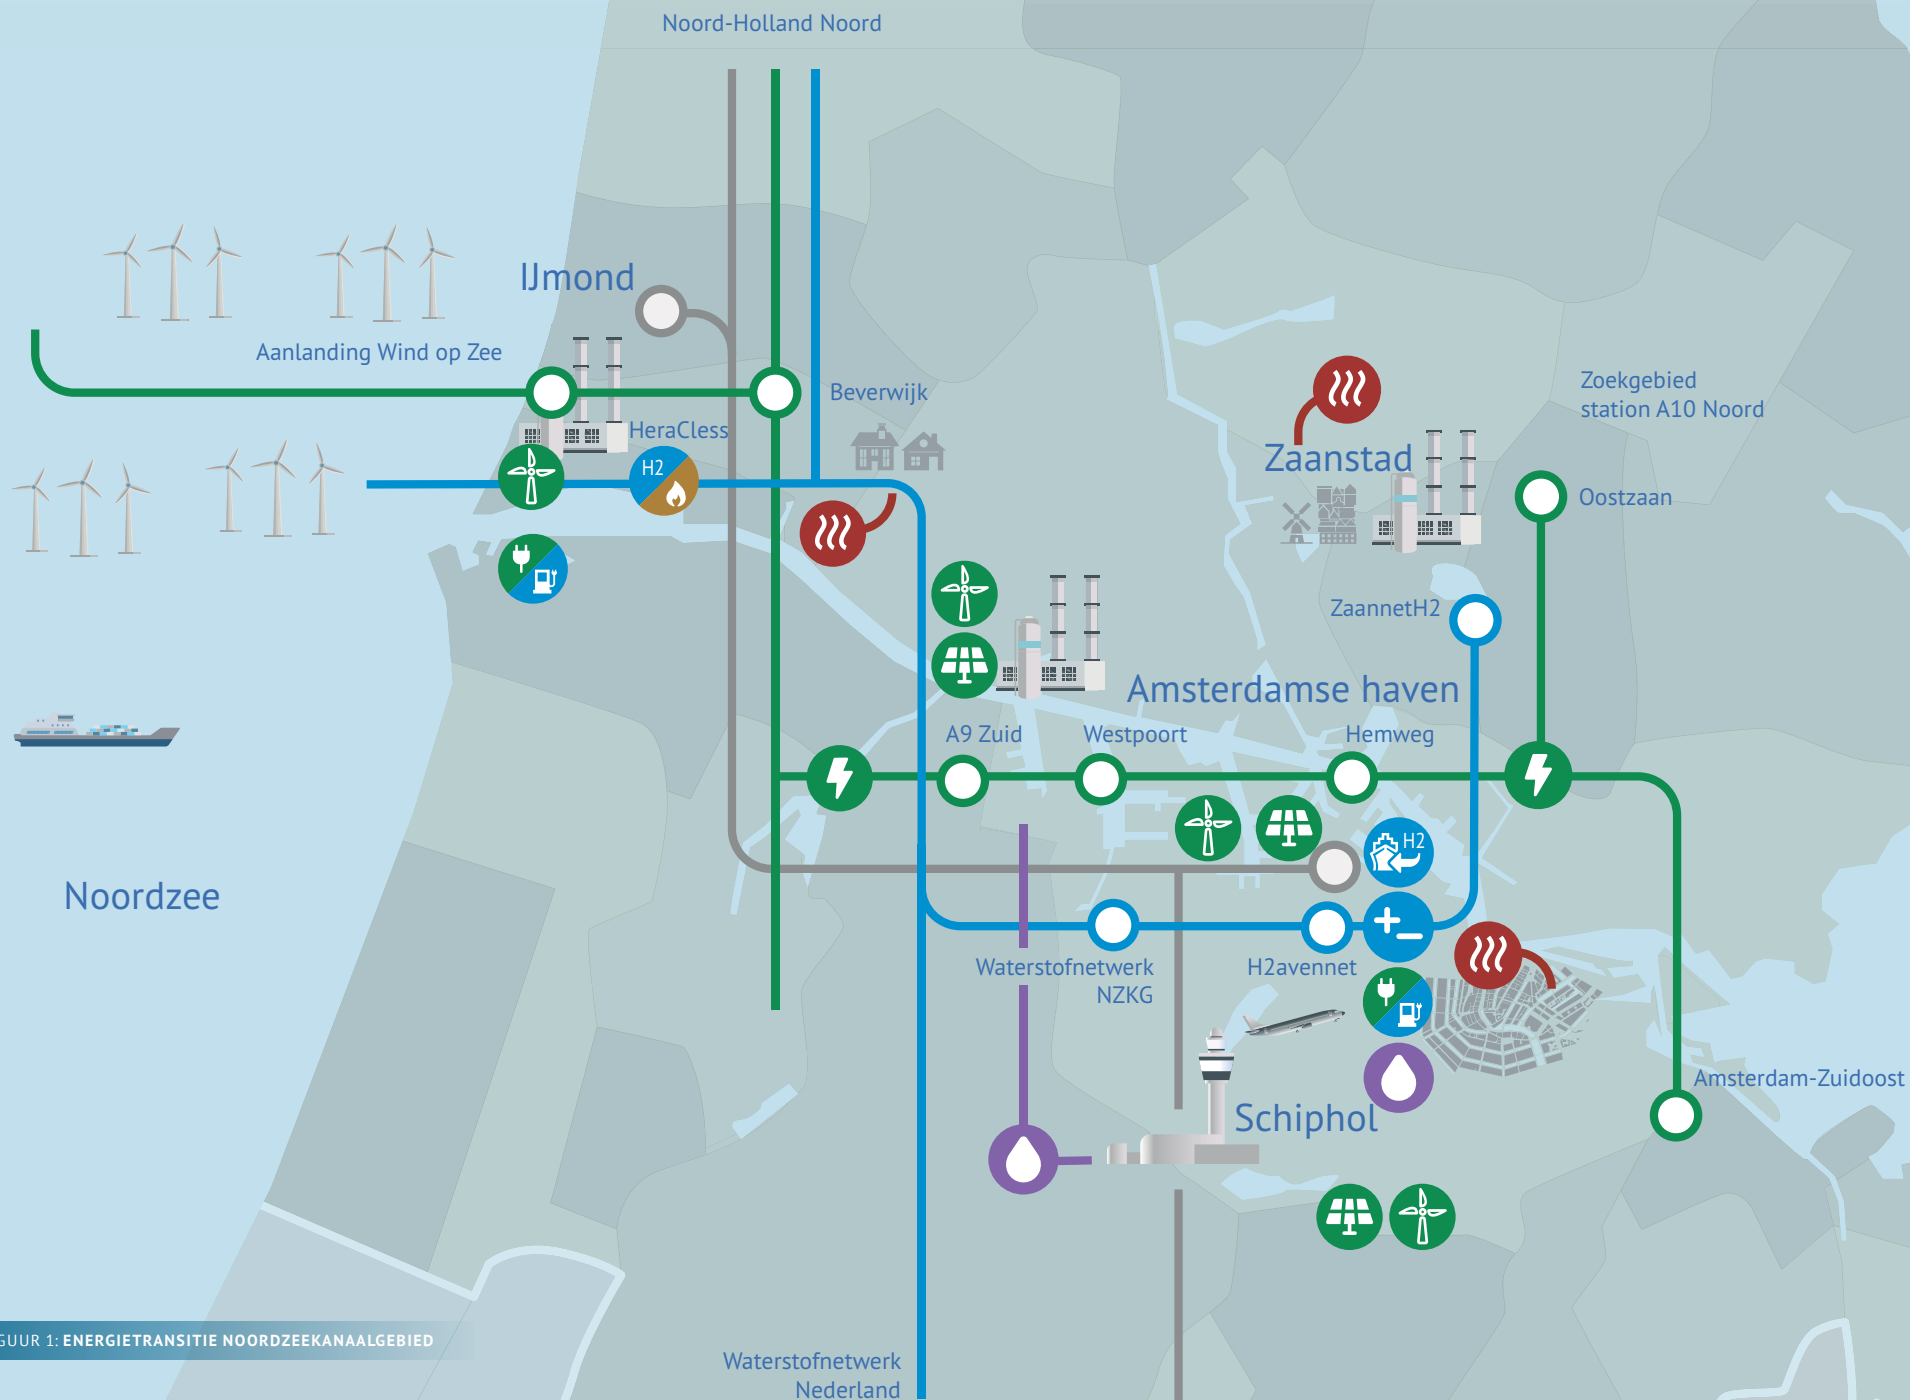 Noord-Holland Noord
IJmond
Aanlanding Wind op Zee
Beverwijk
HeraCless
H2
Zoekgebied
station A10 Noord
Zaanstad
Oostzaan
ZaannetH2
Amsterdamse haven
A9 Zuid
Westpoort
Hemweg
H2
Noordzee
Waterstofnetwerk
NZKG
H2avennet
Amsterdam-Zuidoost
Schiphol
GUUR 1: ENERGIETRANSITIE NOORDZEEKANAALGEBIED
Waterstofnetwerk
Nederland